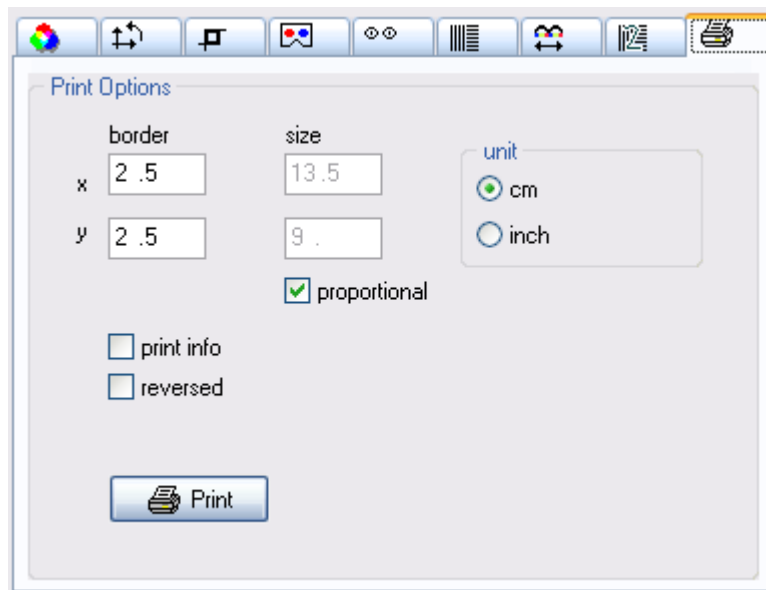 Print Options
border size
unit
x 2 .5 13.5
cm
y 2 .5 9 .
inch
proportional
print info
reversed
Print